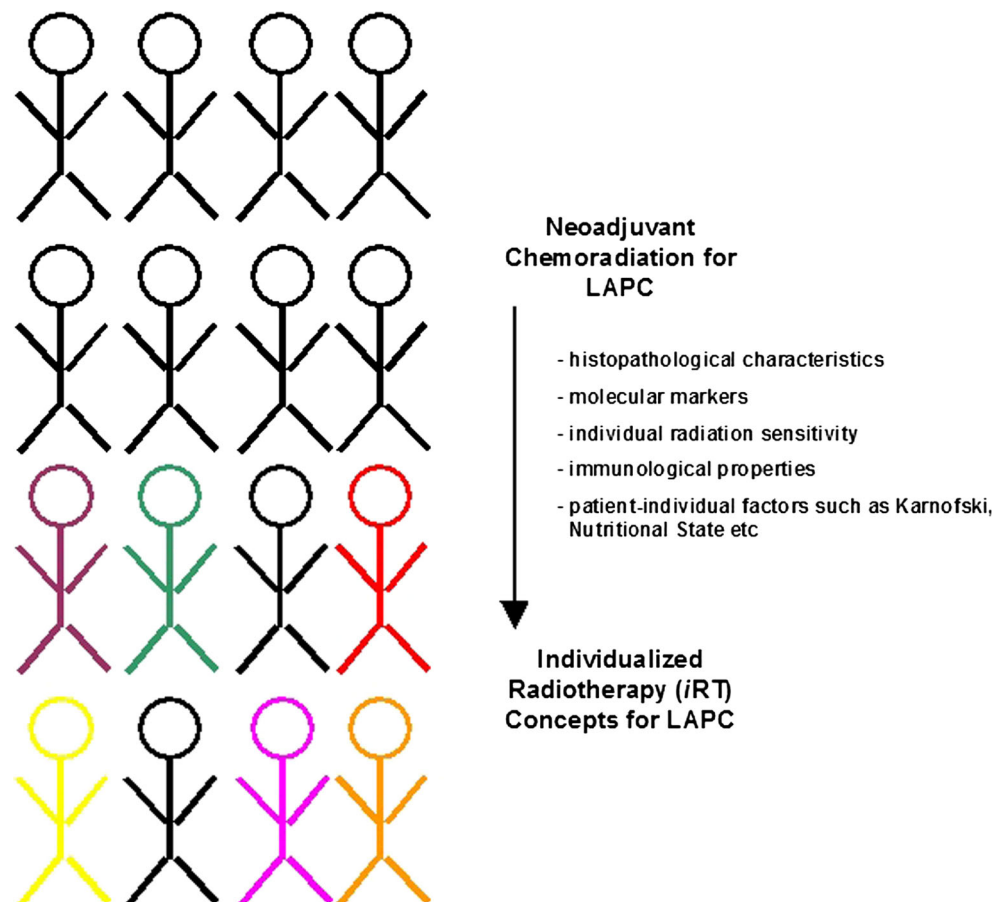 Neoadjuvant
Chemoradiation for
LAPC
- histopathological characteristics
- molecular markers
- individual radiation sensitivity
- immunological properties
- patient-individual factors such as Karnofski,
Nutritional State etc
Individualized
Radiotherapy (iRT)
Concepts for LAPC